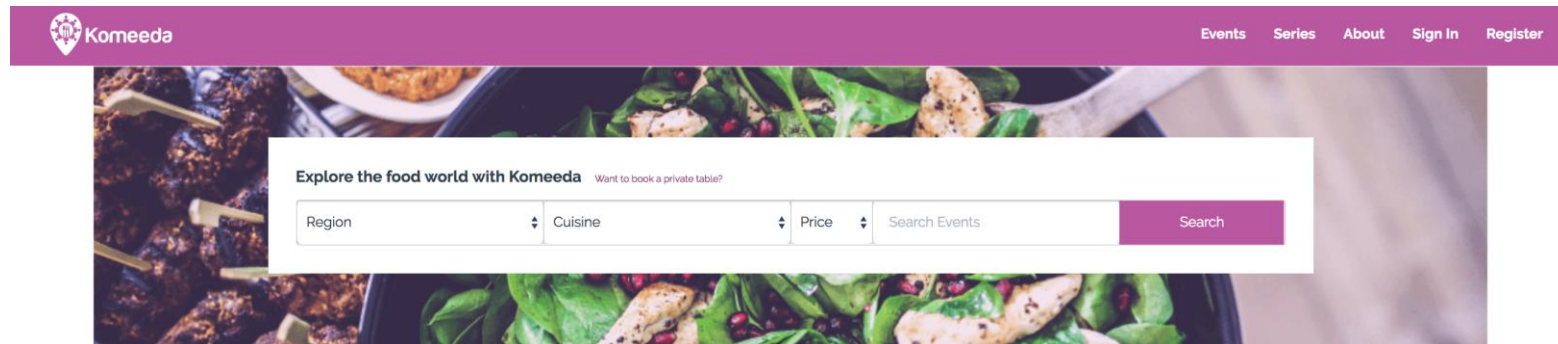 Komeeda
Events Series About Sign In Register
Explore the food world with Komeeda Want to book a private table?
Region Cuisine Price Search Events Search